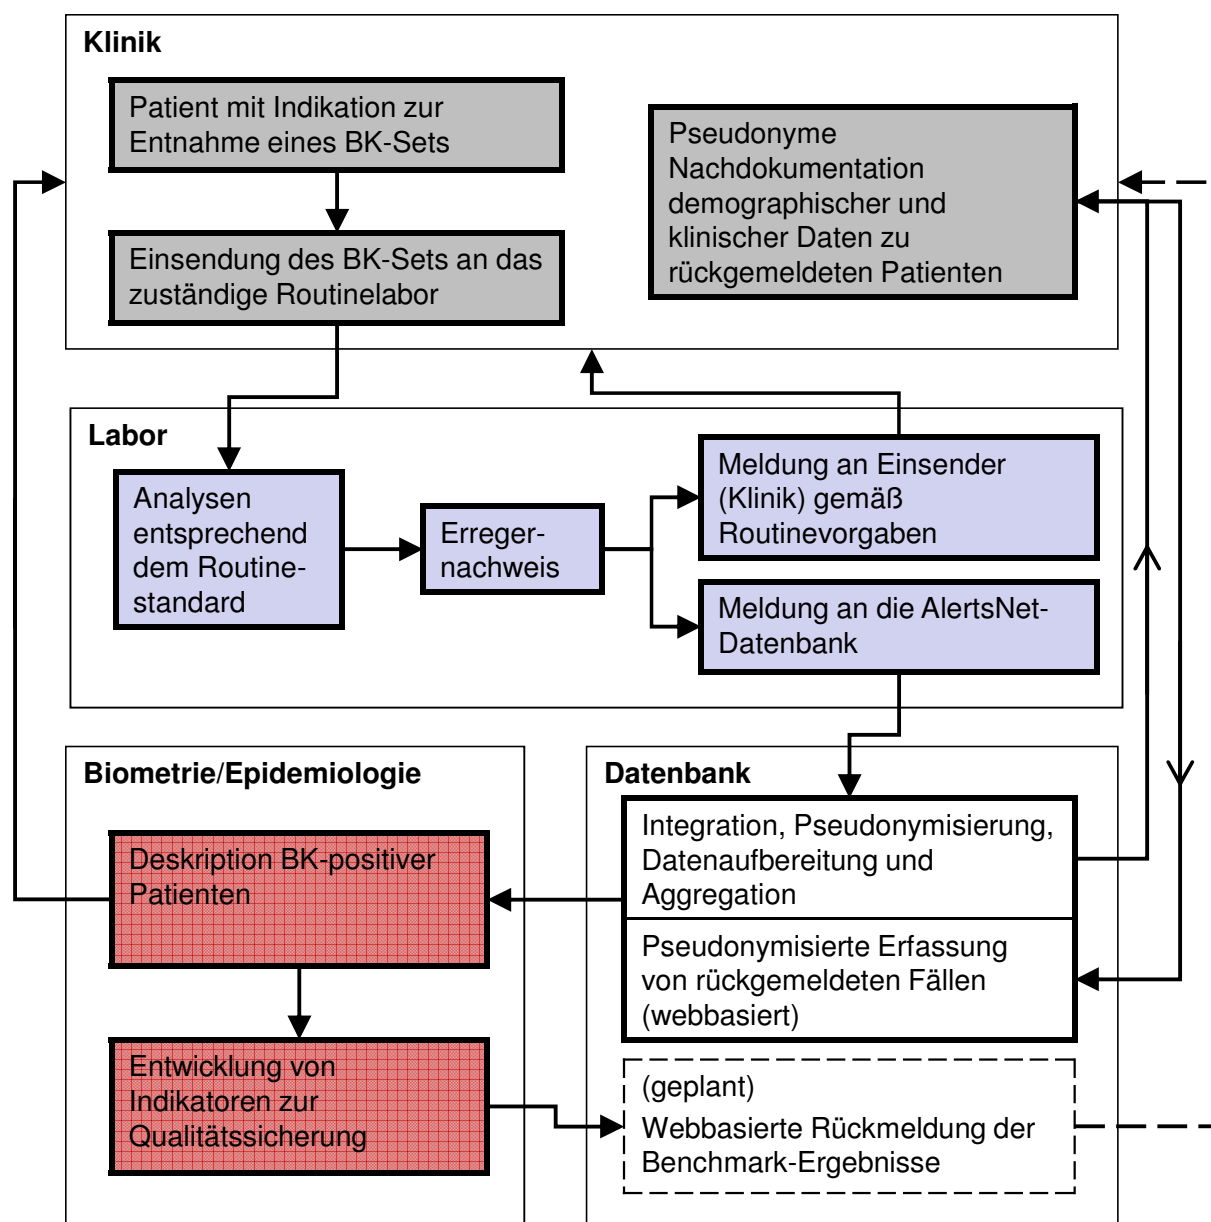 Klinik
Patient mit Indikation zur
Entnahme eines BK-Sets
Einsendung des BK-Sets an das
zuständige Routinelabor
Pseudonyme
Nachdokumentation
demographischer und
klinischer Daten zu
rückgemeldeten Patienten
Labor
Analysen
entsprechend
dem Routine-
standard
Erreger-
nachweis
Meldung an Einsender
(Klinik) gemäß
Routinevorgaben
Meldung an die AlertsNet-
Datenbank
Biometrie/Epidemiologie
Deskription BK-positiver
Patienten
Entwicklung von
Indikatoren zur
Qualitätssicherung
Datenbank
Integration, Pseudonymisierung,
Datenaufbereitung und
Aggregation
Pseudonymisierte Erfassung
von rückgemeldeten Fällen
(webbasiert)
(geplant)
Webbasierte Rückmeldung der
Benchmark-Ergebnisse